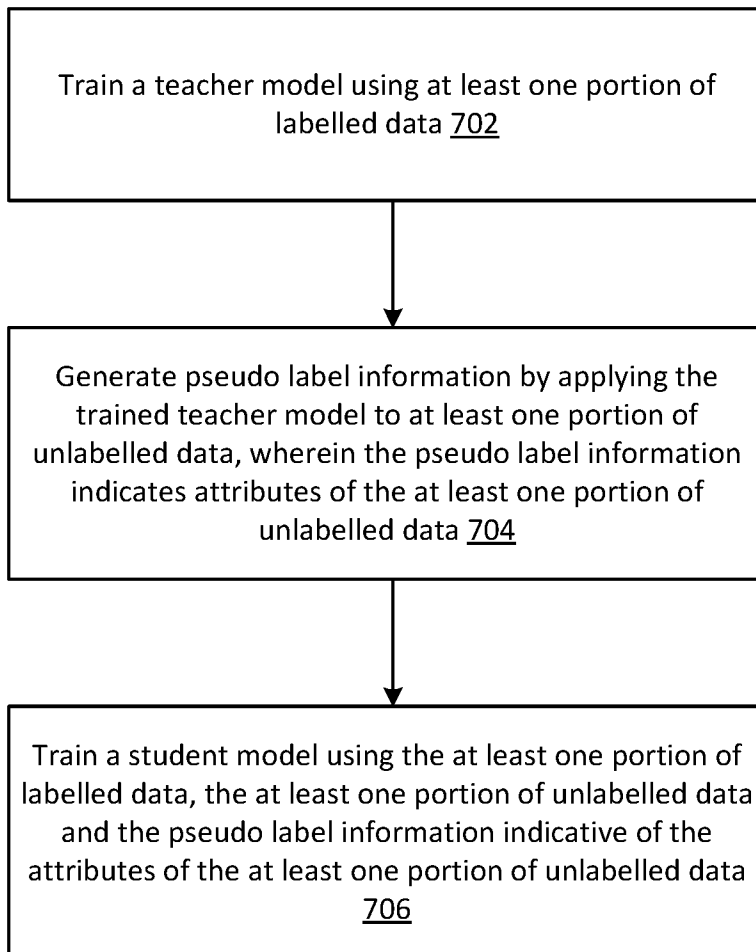 Train a teacher model using at least one portion of
labelled data 702
Generate pseudo label information by applying the
trained teacher model to at least one portion of
unlabelled data, wherein the pseudo label information
indicates attributes of the at least one portion of
unlabelled data 704
Train a student model using the at least one portion of
labelled data, the at least one portion of unlabelled data
and the pseudo label information indicative of the
attributes of the at least one portion of unlabelled data
706